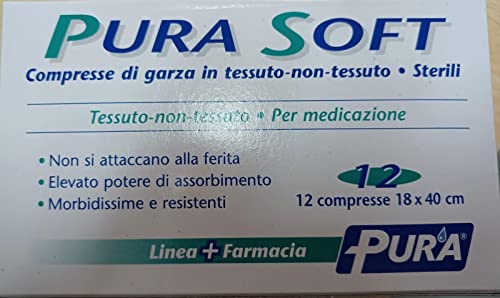 PURA SOFT
Compresse di garza in tessuto-non-tessuto • Sterili
Tessuto-non-tessuto • Per medicazione
• Non si attaccano alla ferita
• Elevato potere di assorbimento
• Morbidissime e resistenti
12
12 compresse 18 x 40 cm
Linea + Farmacia
PURA®